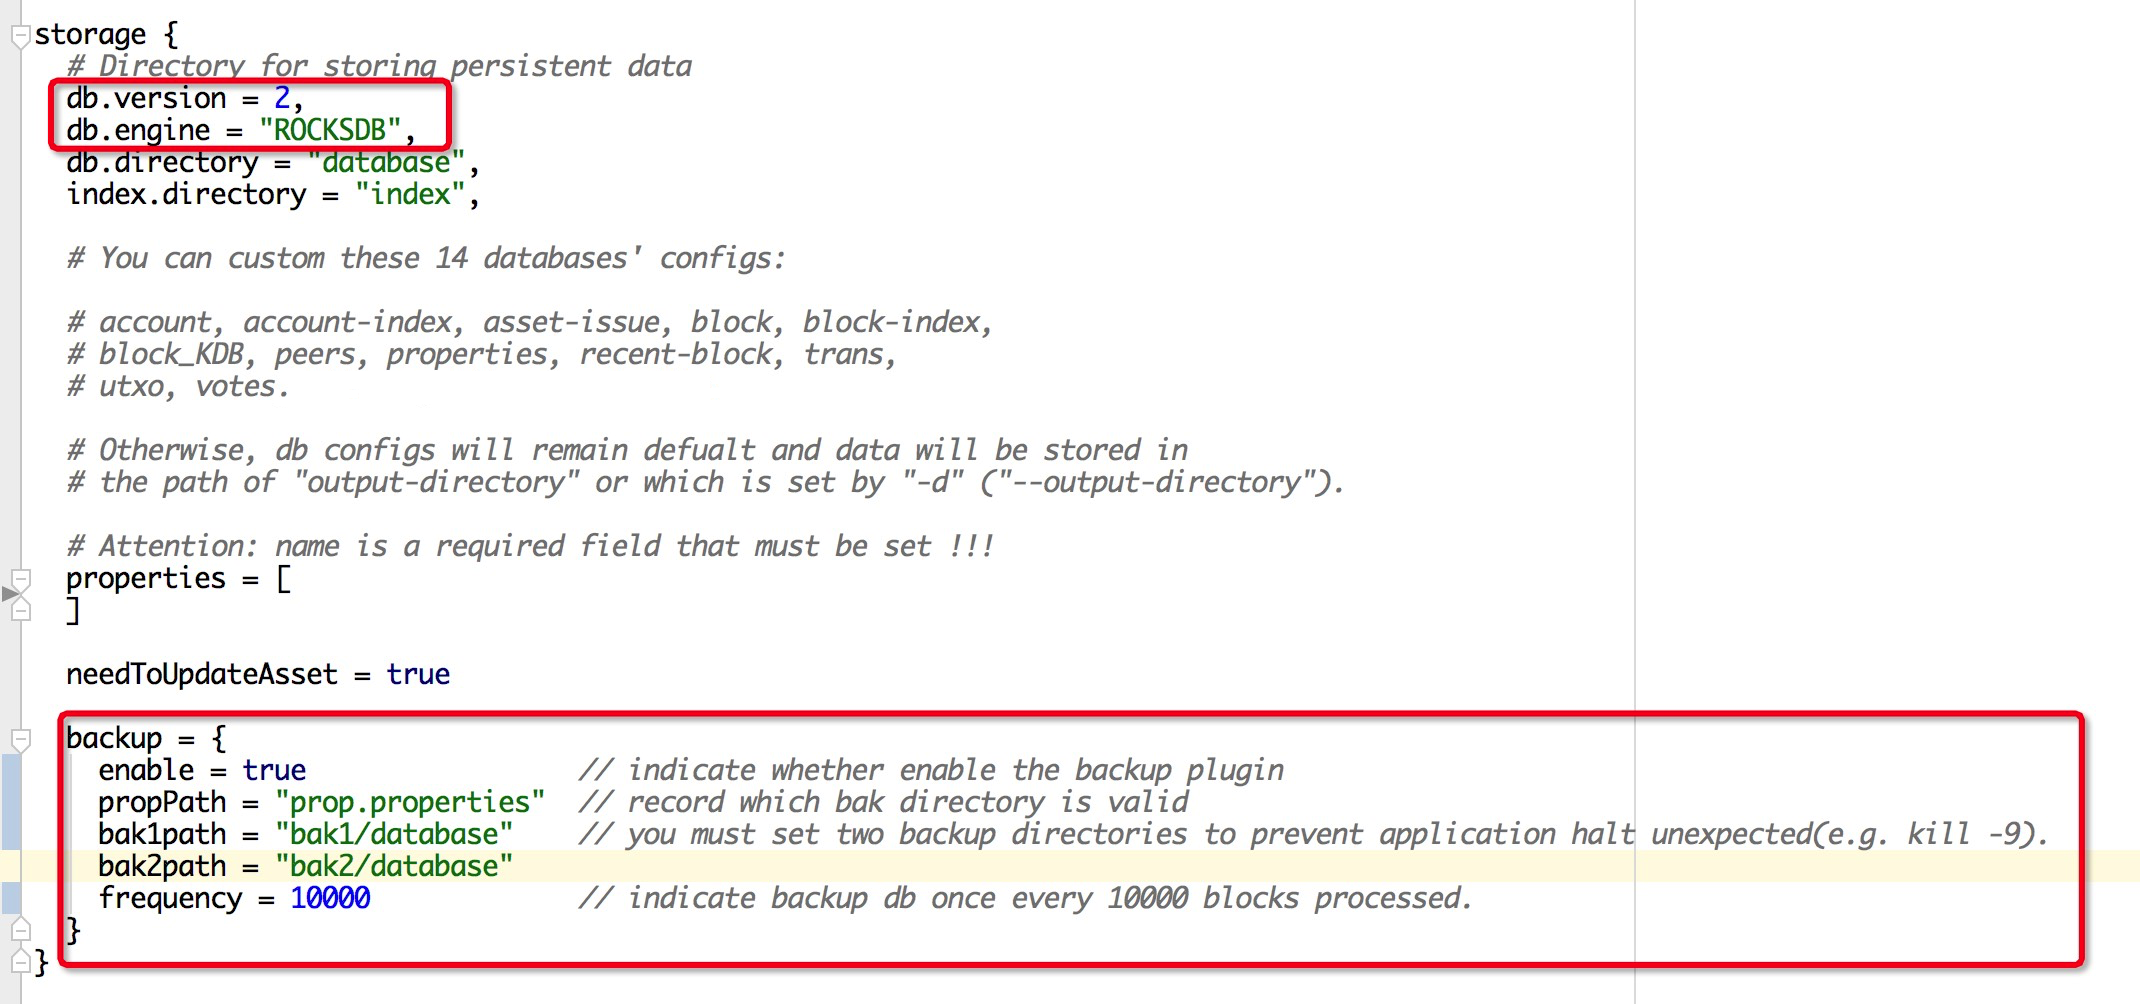 storage {
# Directory for storing persistent data
db.version = 2,
db.engine = "ROCKSDB",
db.directory = "database",
index.directory = "index",
# You can custom these 14 databases' configs:
# account, account-index, asset-issue, block, block-index,
# block_KDB, peers, properties, recent-block, trans,
# utxo, votes.
# Otherwise, db configs will remain defualt and data will be stored in
# the path of "output-directory" or which is set by "-d" ("--output-directory").
# Attention: name is a required field that must be set !!!
properties = [
]
needToUpdateAsset = true
backup = {
enable = true // indicate whether enable the backup plugin
propPath = "prop.properties" // record which bak directory is valid
bak1path = "bak1/database" // you must set two backup directories to prevent application halt unexpected(e.g. kill -9).
bak2path = "bak2/database"
frequency = 10000 // indicate backup db once every 10000 blocks processed.
}
}